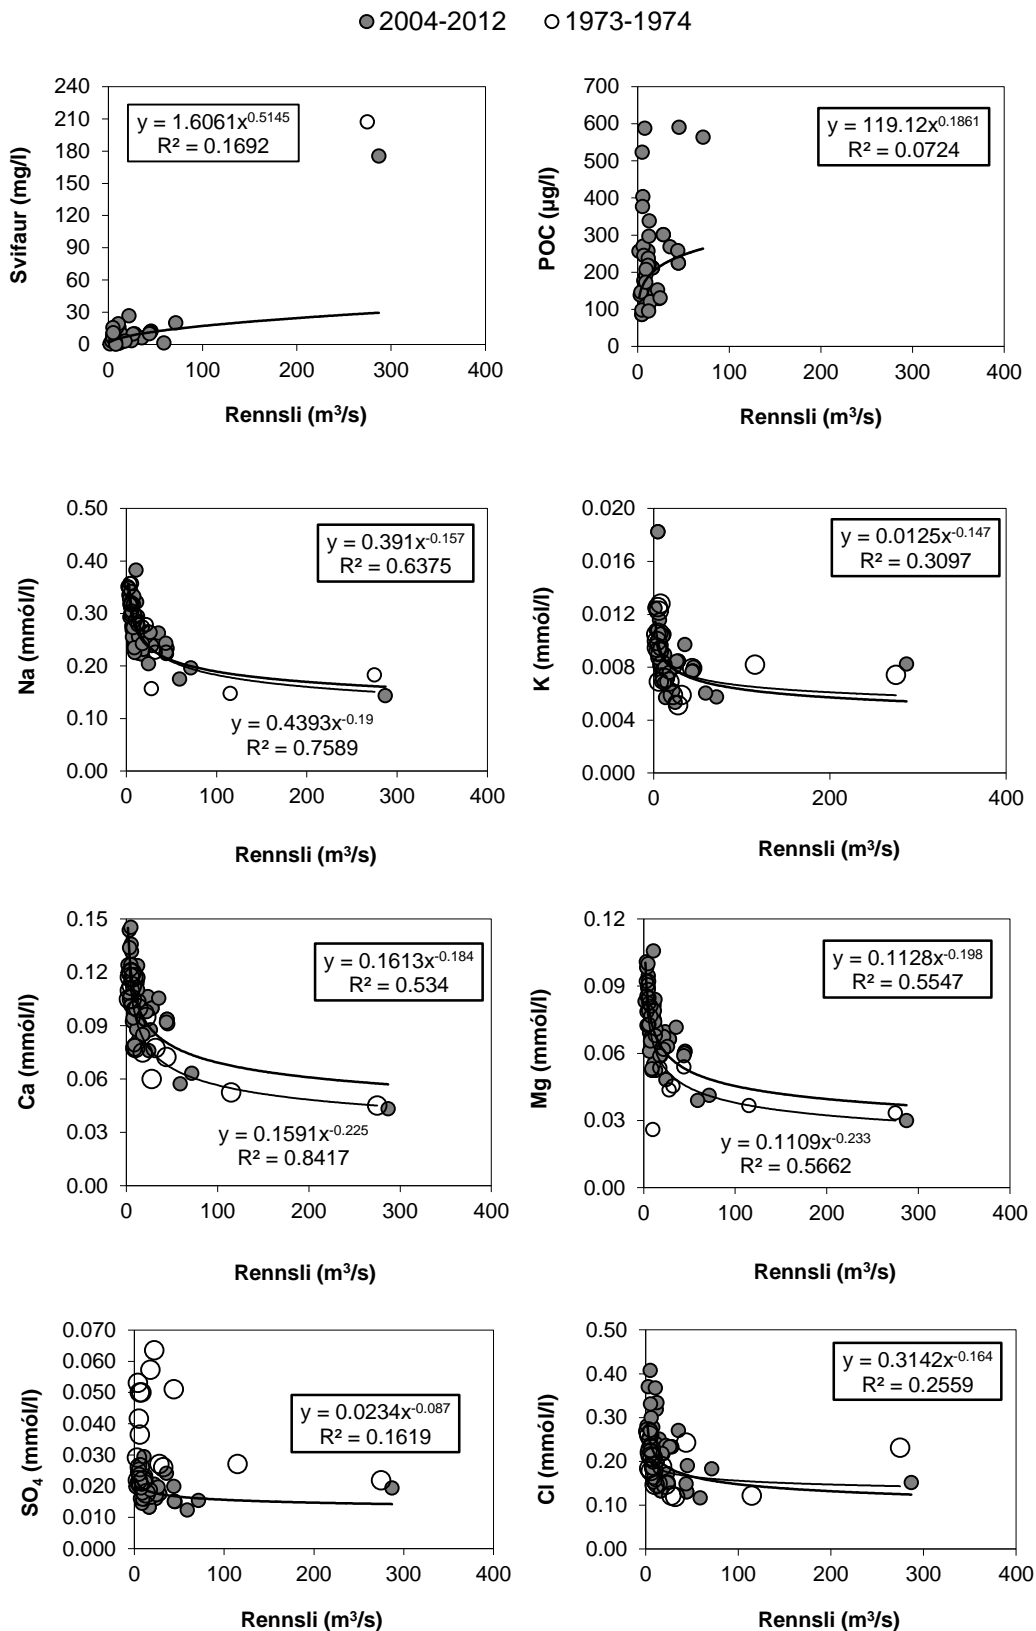 2004-2012 1973-1974
240
210
180
150
120
90
60
30
0
Svifaur (mg/l)
y = 1.6061x^0.5145
R² = 0.1692
0 100 200 300 400
Rennsli (m³/s)
700
600
500
400
300
200
100
0
POC (µg/l)
y = 119.12x^0.1861
R² = 0.0724
0 100 200 300 400
Rennsli (m³/s)
0.50
0.40
0.30
0.20
0.10
0.00
Na (mmól/l)
y = 0.391x^-0.157
R² = 0.6375
y = 0.4393x^-0.19
R² = 0.7589
0 100 200 300 400
Rennsli (m³/s)
0.020
0.016
0.012
0.008
0.004
0.000
K (mmól/l)
y = 0.0125x^-0.147
R² = 0.3097
0 200 400
Rennsli (m³/s)
0.15
0.12
0.09
0.06
0.03
0.00
Ca (mmól/l)
y = 0.1613x^-0.184
R² = 0.534
y = 0.1591x^-0.225
R² = 0.8417
0 100 200 300 400
Rennsli (m³/s)
0.12
0.09
0.06
0.03
0.00
Mg (mmól/l)
y = 0.1128x^-0.198
R² = 0.5547
y = 0.1109x^-0.233
R² = 0.5662
0 100 200 300 400
Rennsli (m³/s)
0.070
0.060
0.050
0.040
0.030
0.020
0.010
0.000
SO₄ (mmól/l)
y = 0.0234x^-0.087
R² = 0.1619
0 100 200 300 400
Rennsli (m³/s)
0.50
0.40
0.30
0.20
0.10
0.00
Cl (mmól/l)
y = 0.3142x^-0.164
R² = 0.2559
0 100 200 300 400
Rennsli (m³/s)